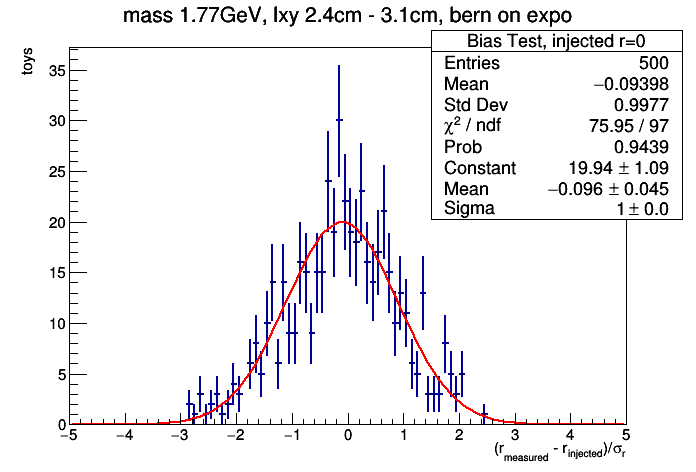 mass 1.77GeV, lxy 2.4cm - 3.1cm, bern on expo
Bias Test, injected r=0
Entries 500
Mean −0.09398
Std Dev 0.9977
χ² / ndf 75.95 / 97
Prob 0.9439
Constant 19.94 ± 1.09
Mean −0.096 ± 0.045
Sigma 1 ± 0.0
toys
35
30
25
20
15
10
5
0
−5 −4 −3 −2 −1 0 1 2 3 4 5
(r_measured - r_injected)/σ_r